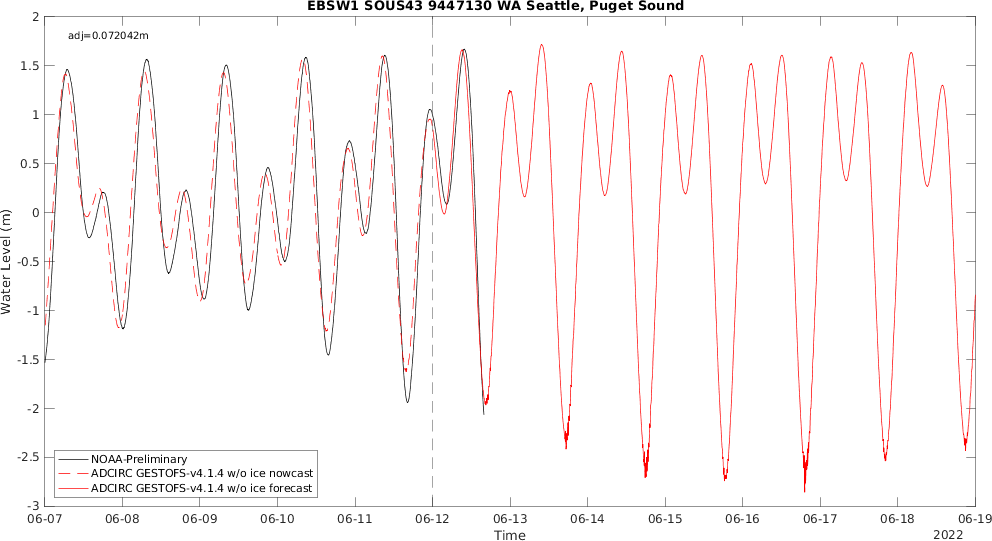 EBSW1 SOUS43 9447130 WA Seattle, Puget Sound
adj=0.072042m
2
1.5
1
0.5
0
-0.5
-1
-1.5
-2
-2.5
-3
Water Level (m)
NOAA-Preliminary
ADCIRC GESTOFS-v4.1.4 w/o ice nowcast
ADCIRC GESTOFS-v4.1.4 w/o ice forecast
06-07 06-08 06-09 06-10 06-11 06-12 06-13 06-14 06-15 06-16 06-17 06-18 06-19
Time
2022